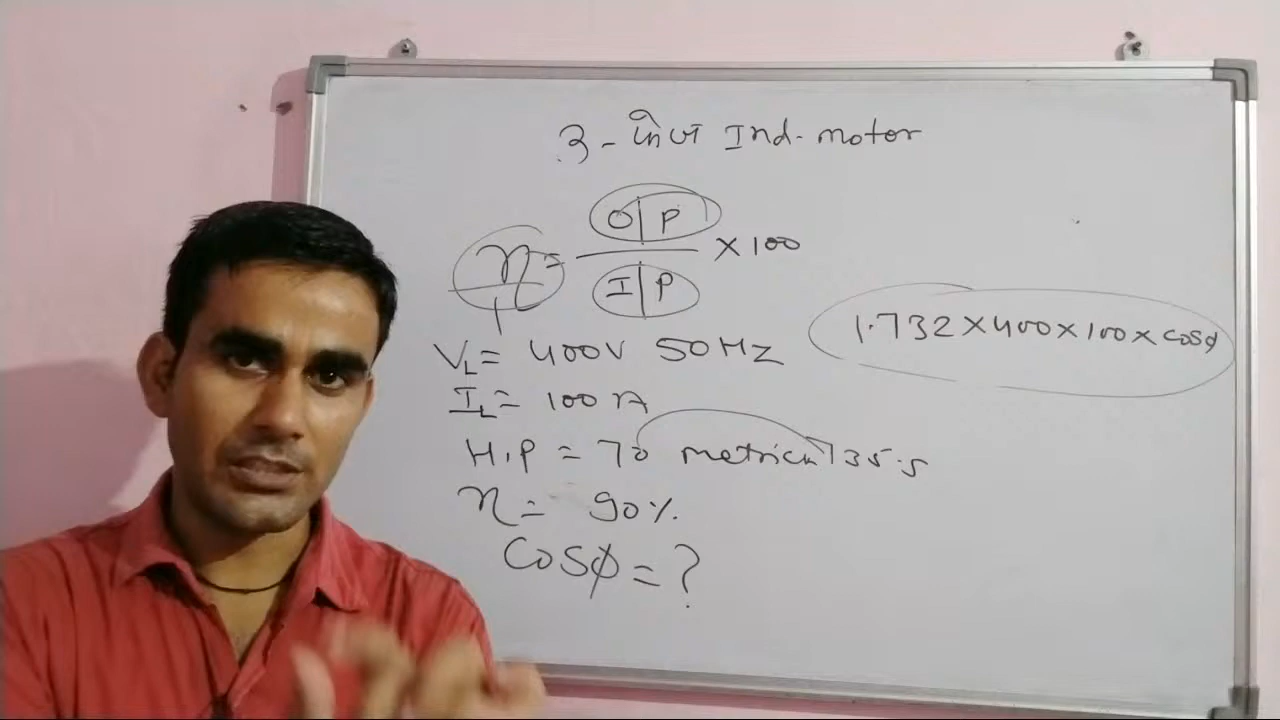 3-फेज Ind-motor
η = O/P / I/P × 100
1.732×400×100×cosφ
V_L = 400V 50HZ
I_L = 100 A
H.P = 70 metrick 735.5
η = 90%
cosφ = ?